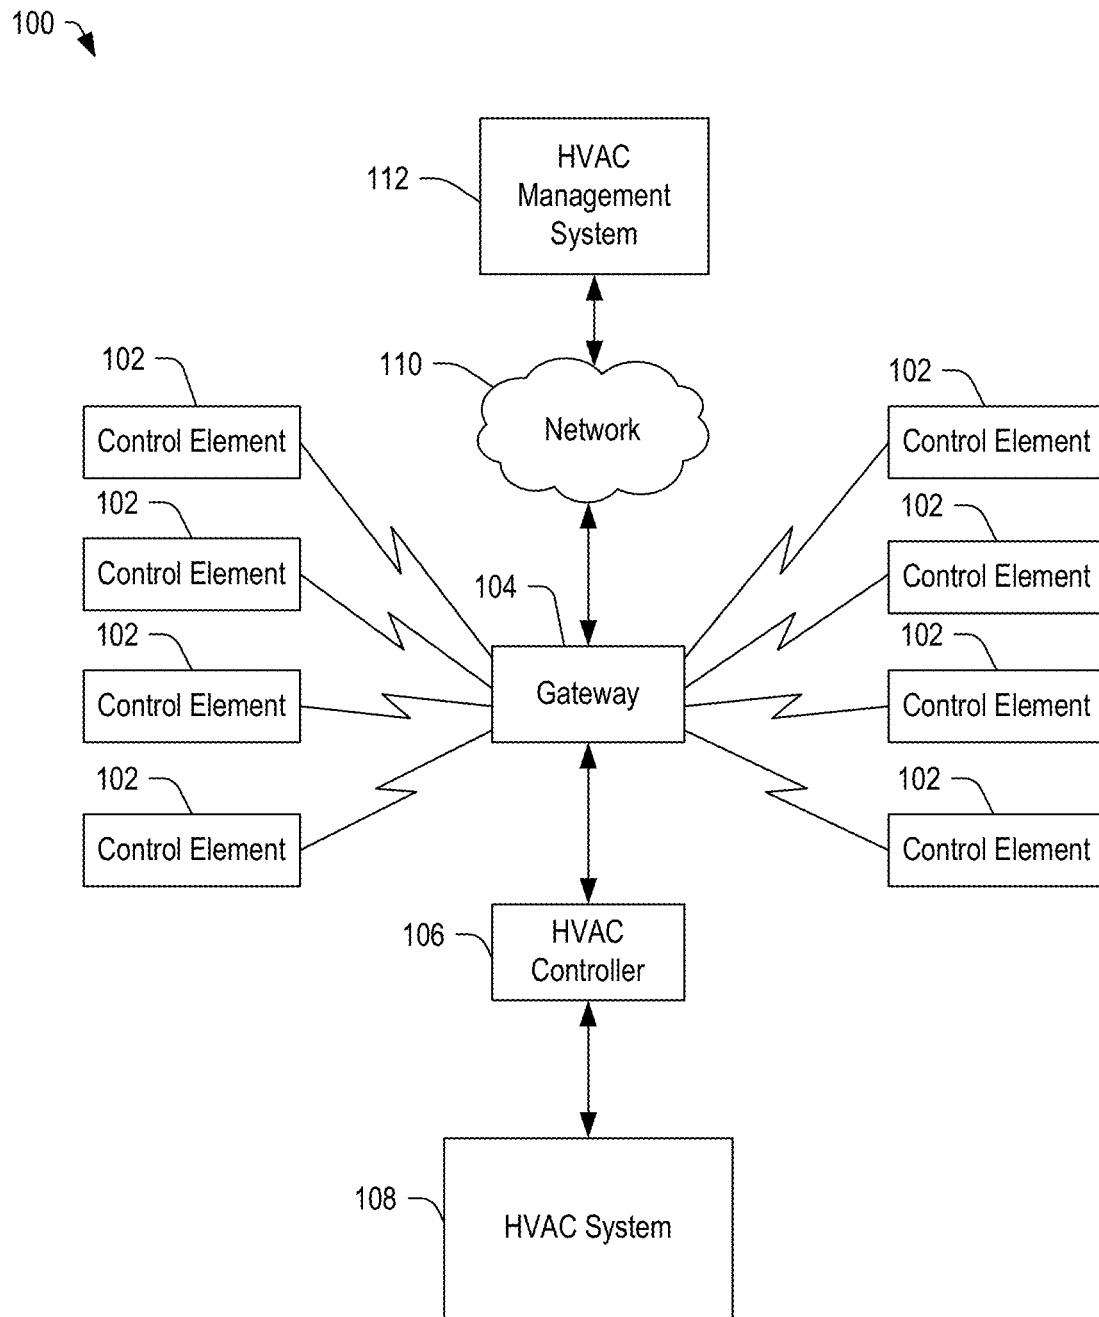 100
HVAC
Management
System
112
110
Network
102
Control Element
102
Control Element
102
Control Element
102
Control Element
102
Control Element
102
Control Element
102
Control Element
102
Control Element
104
Gateway
106
HVAC
Controller
108
HVAC System